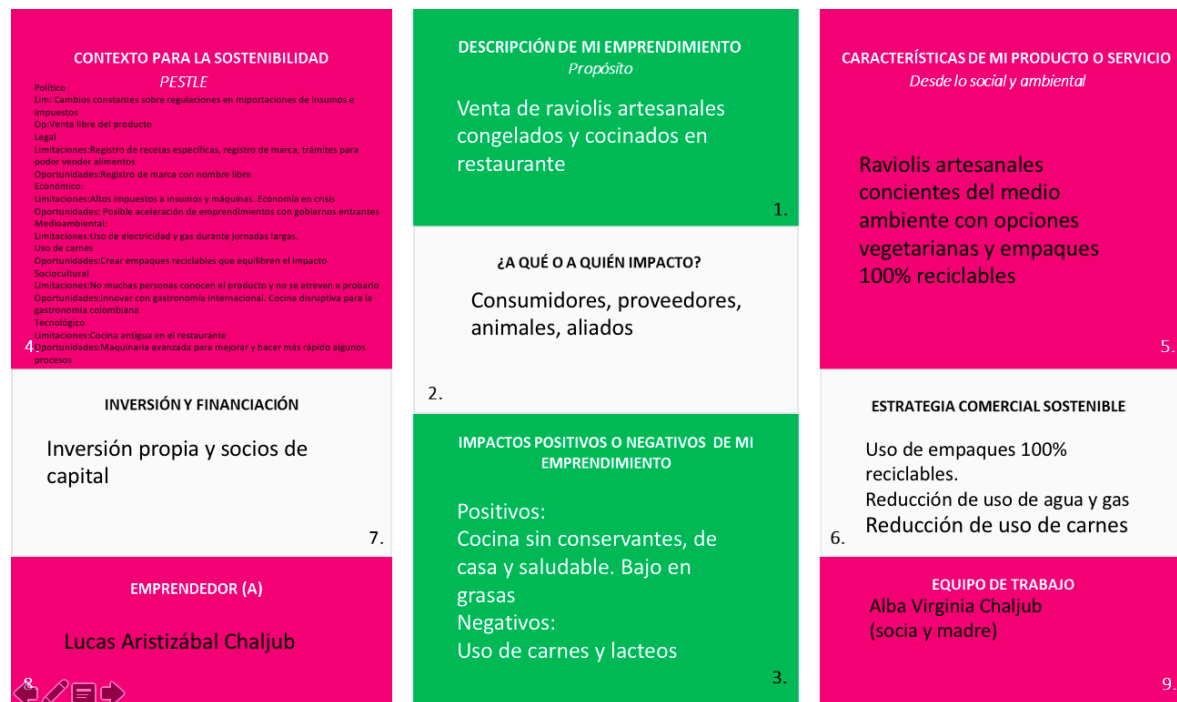 CONTEXTO PARA LA SOSTENIBILIDAD
PESTLE
Político
Lim: Cambios constantes sobre regulaciones en miportaciones de insumos e
impuestos
Op:Venta libre del producto
Legal
Limitaciones:Registro de recetas específicas, registro de marca, trámites para
poder vender alimentos
Oportunidades:Registro de marca con nombre libre
Económico:
Limitaciones:Altos impuestos a insumos y máquinas. Economía en crisis
Oportunidades: Posible aceleración de emprendimientos con gobiernos entrantes
Medioambiental:
Limitaciones:Uso de electricidad y gas durante jornadas largas.
Uso de carnes
Oportunidades:Crear empaques reciclables que equilibren el impacto
Sociocultural
Limitaciones:No muchas personas conocen el producto y no se atreven a probarlo
Oportunidades:Innovar con gastronomía internacional. Cocina disruptiva para la
gastronomía colombiana
Tecnológico
Limitaciones:Cocina antigua en el restaurante
Oportunidades:Maquinaria avanzada para mejorar y hacer más rápido algunos
procesos
4.
INVERSIÓN Y FINANCIACIÓN
Inversión propia y socios de
capital
7.
EMPRENDEDOR (A)
Lucas Aristizábal Chaljub
8
DESCRIPCIÓN DE MI EMPRENDIMIENTO
Propósito
Venta de raviolis artesanales
congelados y cocinados en
restaurante
1.
¿A QUÉ O A QUIÉN IMPACTO?
Consumidores, proveedores,
animales, aliados
2.
IMPACTOS POSITIVOS O NEGATIVOS DE MI
EMPRENDIMIENTO
Positivos:
Cocina sin conservantes, de
casa y saludable. Bajo en
grasas
Negativos:
Uso de carnes y lacteos
3.
CARACTERÍSTICAS DE MI PRODUCTO O SERVICIO
Desde lo social y ambiental
Raviolis artesanales
concientes del medio
ambiente con opciones
vegetarianas y empaques
100% reciclables
5.
ESTRATEGIA COMERCIAL SOSTENIBLE
Uso de empaques 100%
reciclables.
Reducción de uso de agua y gas
Reducción de uso de carnes
6.
EQUIPO DE TRABAJO
Alba Virginia Chaljub
(socia y madre)
9.